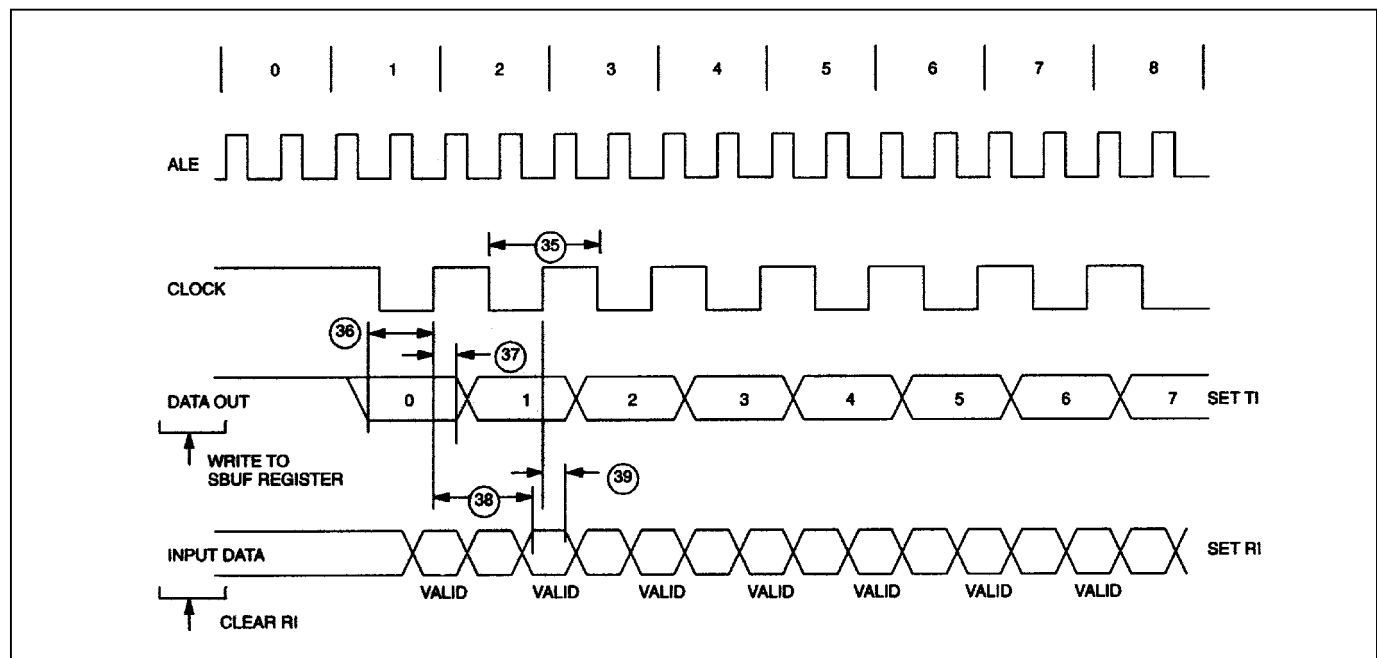 0 1 2 3 4 5 6 7 8
ALE
35
CLOCK
36
37
DATA OUT 0 1 2 3 4 5 6 7 SET TI
WRITE TO
SBUF REGISTER
39
38
INPUT DATA SET RI
VALID VALID VALID VALID VALID VALID VALID
CLEAR RI